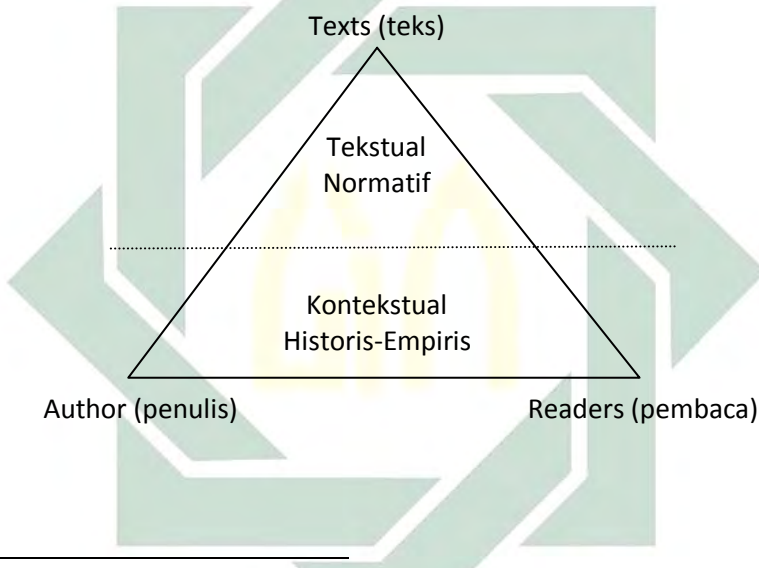 Texts (teks)
Tekstual
Normatif
Kontekstual
Historis-Empiris
Author (penulis)
Readers (pembaca)